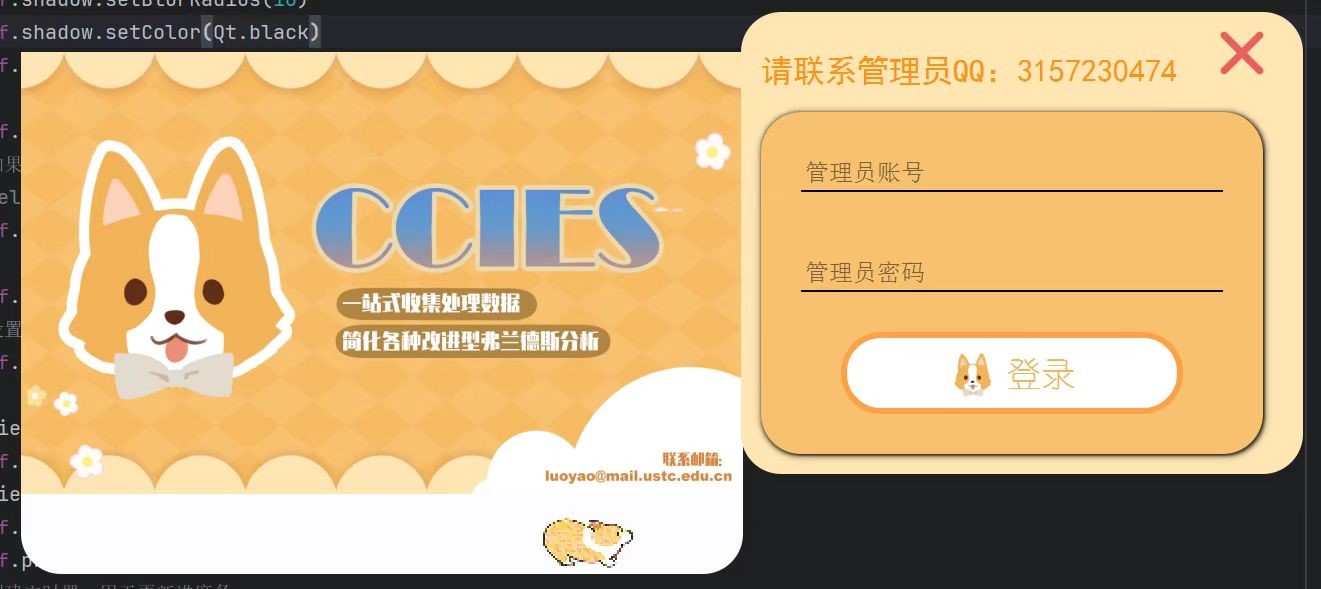 f.shadow.setBlurRadius(10)
f.shadow.setColor(Qt.black)
f.
f.
el
f.
f.
f.
ie
f.
ie
f.
f.p
CCIES
一站式收集处理数据
简化各种改进型弗兰德斯分析
联系邮箱:
luoyao@mail.ustc.edu.cn
请联系管理员QQ：3157230474
管理员账号
管理员密码
登录